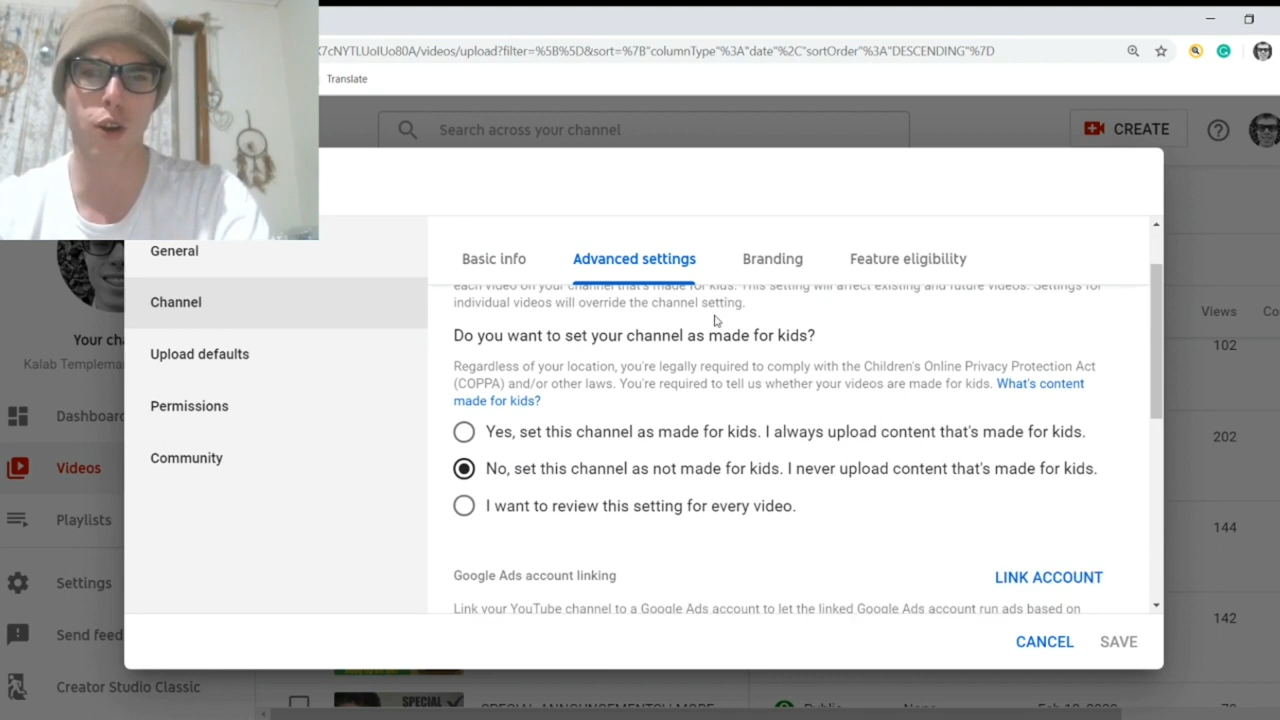 X7cNYTLUoIUo80A/videos/upload?filter=%5B%5D&sort=%7B"columnType"%3A"date"%2C"sortOrder"%3A"DESCENDING"%7D
Translate
Search across your channel
CREATE
General
Channel
Upload defaults
Permissions
Community
Basic info
Advanced settings
Branding
Feature eligibility
each video on your channel that's made for kids. This setting will affect existing and future videos. Settings for
individual videos will override the channel setting.
Do you want to set your channel as made for kids?
Regardless of your location, you're legally required to comply with the Children's Online Privacy Protection Act
(COPPA) and/or other laws. You're required to tell us whether your videos are made for kids. What's content
made for kids?
Yes, set this channel as made for kids. I always upload content that's made for kids.
No, set this channel as not made for kids. I never upload content that's made for kids.
I want to review this setting for every video.
Google Ads account linking
LINK ACCOUNT
Link your YouTube channel to a Google Ads account to let the linked Google Ads account run ads based on
CANCEL
SAVE
Your ch
Kalab Templema
Dashboar
Videos
Playlists
Settings
Send feed
Creator Studio Classic
Views
Co
102
202
144
142
SPECIAL
SPECIAL ANNOUNCEMENTS! MORE
Public
None
Feb 18, 2020